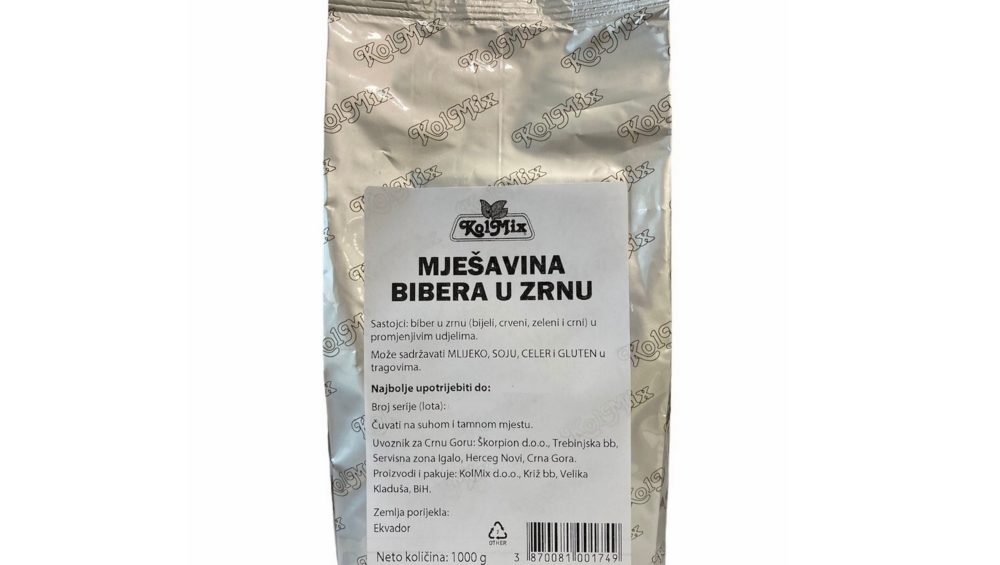 KolMix
KolMix
MJEŠAVINA
BIBERA U ZRNU
Sastojci: biber u zrnu (bijeli, crveni, zeleni i crni) u
promjenjivim udjelima.
Može sadržavati MLIJEKO, SOJU, CELER i GLUTEN u
tragovima.
Najbolje upotrijebiti do:
Broj serije (lota):
Čuvati na suhom i tamnom mjestu.
Uvoznik za Crnu Goru: Škorpion d.o.o., Trebinjska bb,
Servisna zona Igalo, Herceg Novi, Crna Gora.
Proizvodi i pakuje: KolMix d.o.o., Križ bb, Velika
Kladuša, BiH.
Zemlja porijekla:
Ekvador
7
OTHER
Neto količina: 1000 g
3 870081 001749